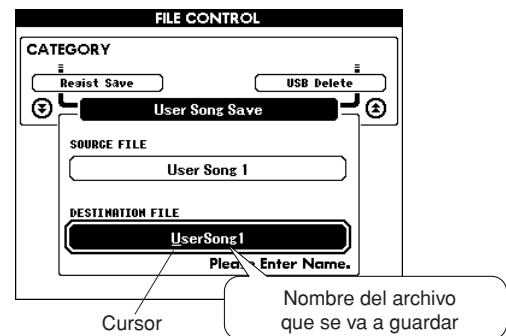 FILE CONTROL
CATEGORY
Regist Save
USB Delete
User Song Save
SOURCE FILE
User Song 1
DESTINATION FILE
UserSong1
Please Enter Name.
Cursor
Nombre del archivo
que se va a guardar